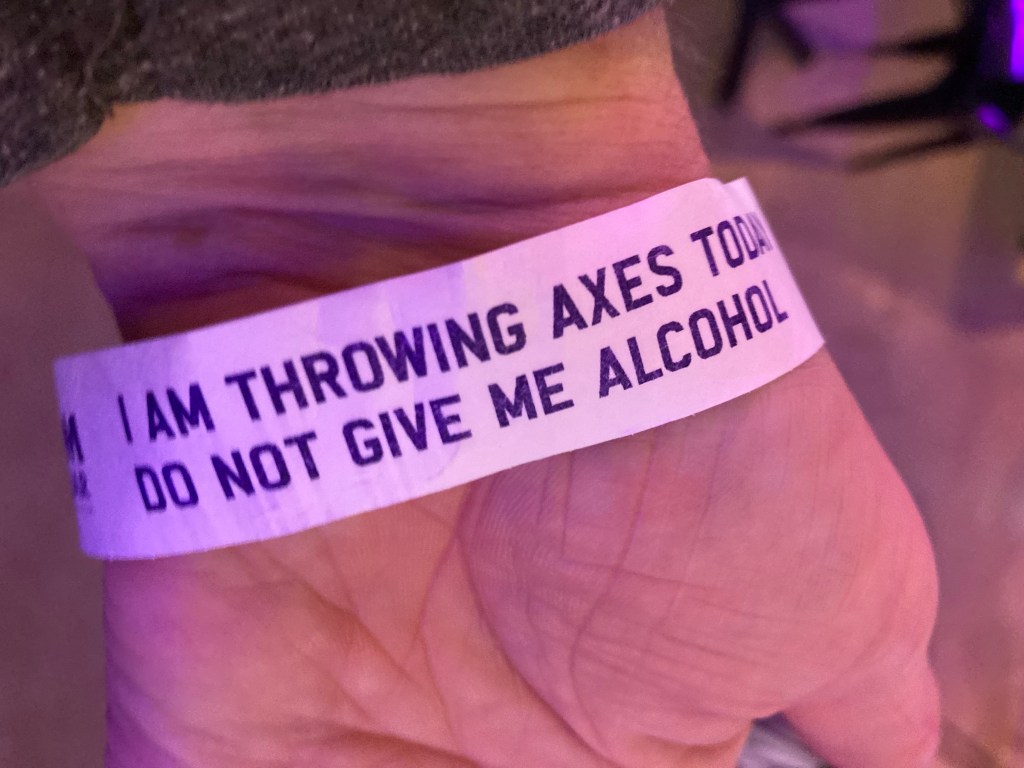 I AM THROWING AXES TODAY
DO NOT GIVE ME ALCOHOL